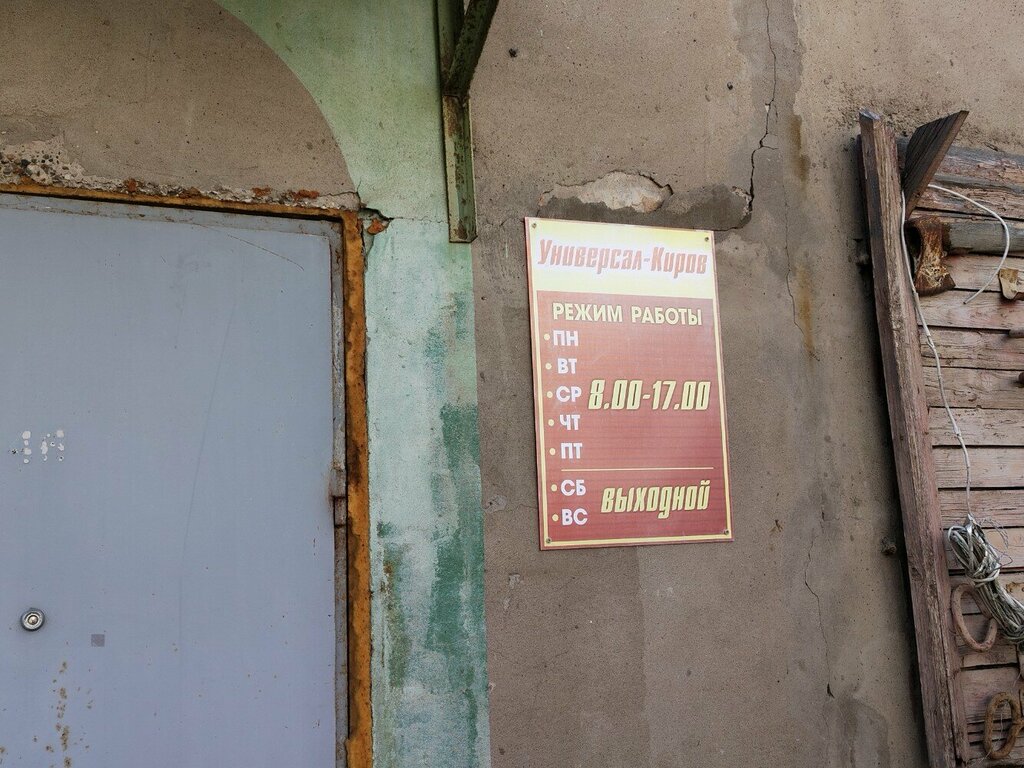 Универсал-Киров
РЕЖИМ РАБОТЫ
• ПН
• ВТ
• СР 8.00-17.00
• ЧТ
• ПТ
• СБ
выходной
• ВС